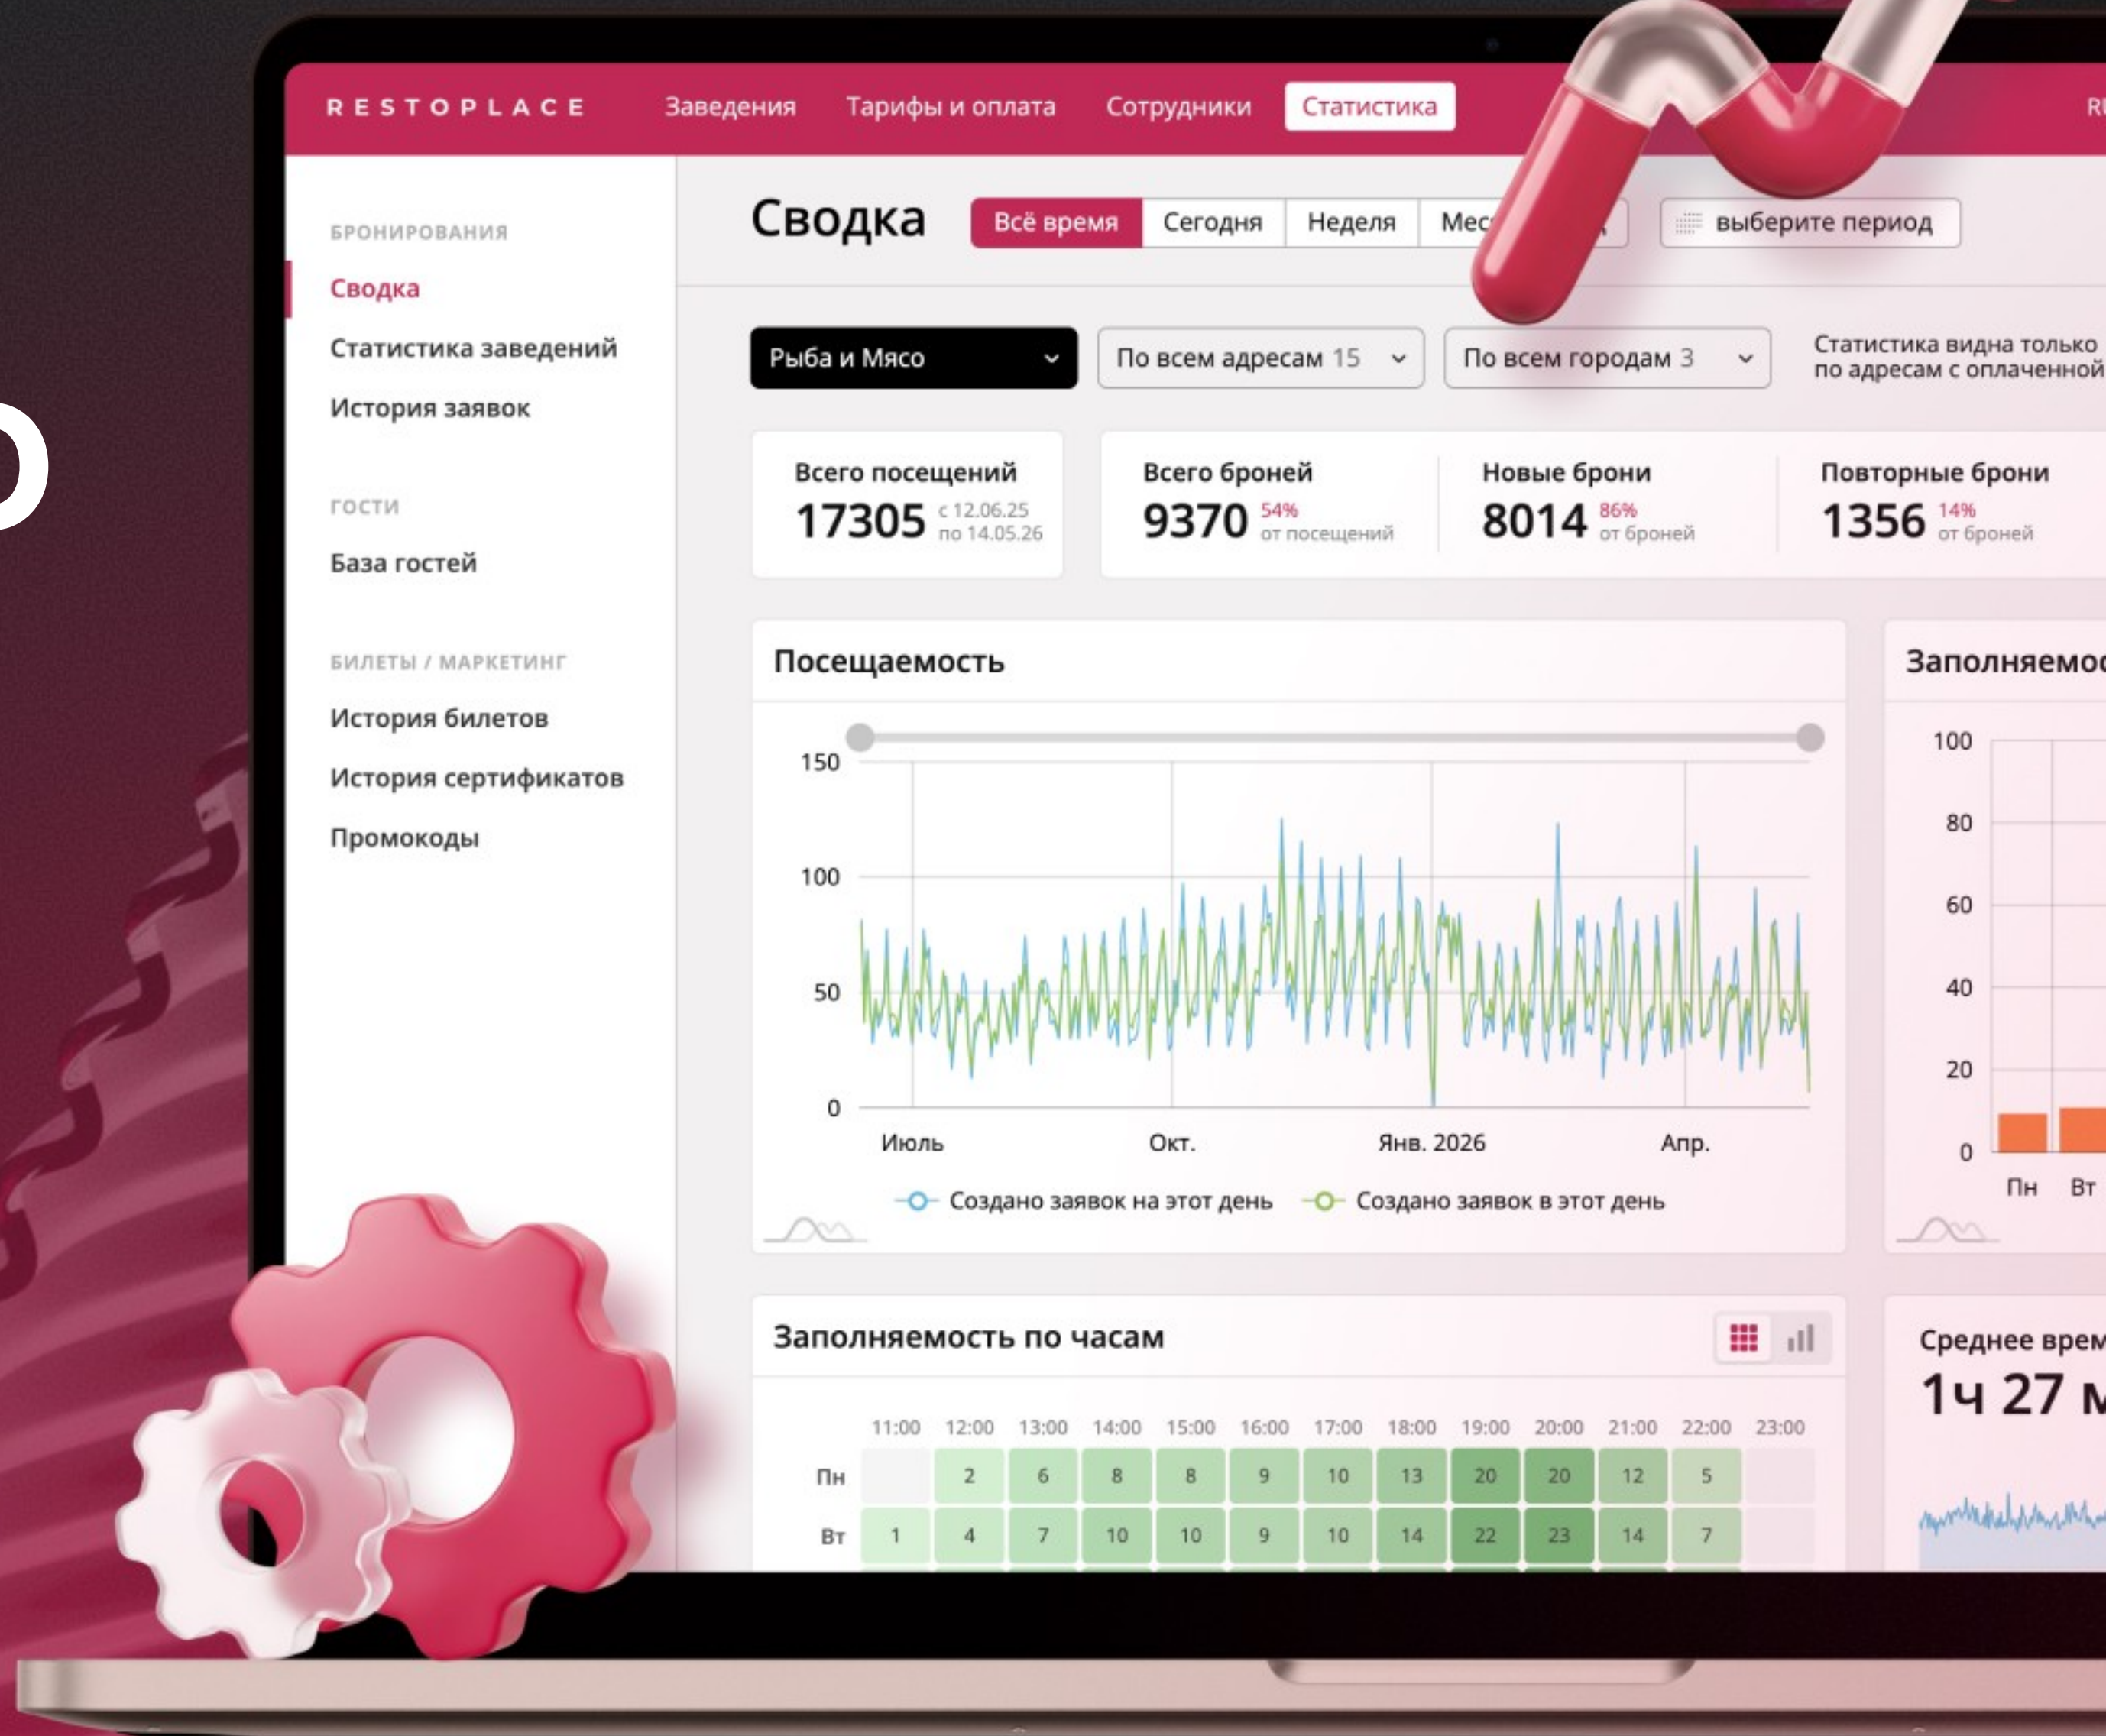 RESTOPLACE
Заведения
Тарифы и оплата
Сотрудники
Статистика
БРОНИРОВАНИЯ
Сводка
Статистика заведений
История заявок
ГОСТИ
База гостей
БИЛЕТЫ / МАРКЕТИНГ
История билетов
История сертификатов
Промокоды
Сводка
Всё время
Сегодня
Неделя
выберите период
Рыба и Мясо
По всем адресам 15
По всем городам 3
Статистика видна только
по адресам с оплаченной
Всего посещений
17305
с 12.06.25
по 14.05.26
Всего броней
9370
54%
от посещений
Новые брони
8014
86%
от броней
Повторные брони
1356
14%
от броней
Посещаемость
150
100
50
0
Июль Окт. Янв. 2026 Апр.
Создано заявок на этот день
Создано заявок в этот день
100
80
60
40
20
0
Пн Вт
Заполняемость по часам
11:00 12:00 13:00 14:00 15:00 16:00 17:00 18:00 19:00 20:00 21:00 22:00 23:00
Пн 2 6 8 8 9 10 13 20 20 12 5
Вт 1 4 7 10 10 9 10 14 22 23 14 7
Среднее
1ч 27